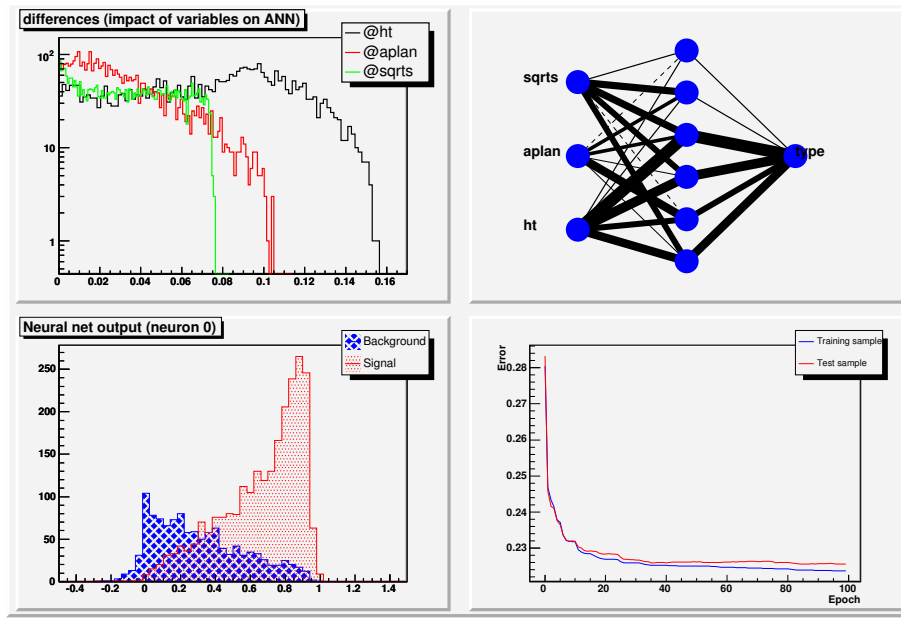 differences (impact of variables on ANN)
@ht
@aplan
@sqrts
10²
10
1
0 0.02 0.04 0.06 0.08 0.1 0.12 0.14 0.16
sqrts
aplan
ht
type
Neural net output (neuron 0)
Background
Signal
250
200
150
100
50
0
-0.4 -0.2 0 0.2 0.4 0.6 0.8 1 1.2 1.4
Error
Training sample
Test sample
0.28
0.26
0.24
0.23
0 20 40 60 80 100
Epoch